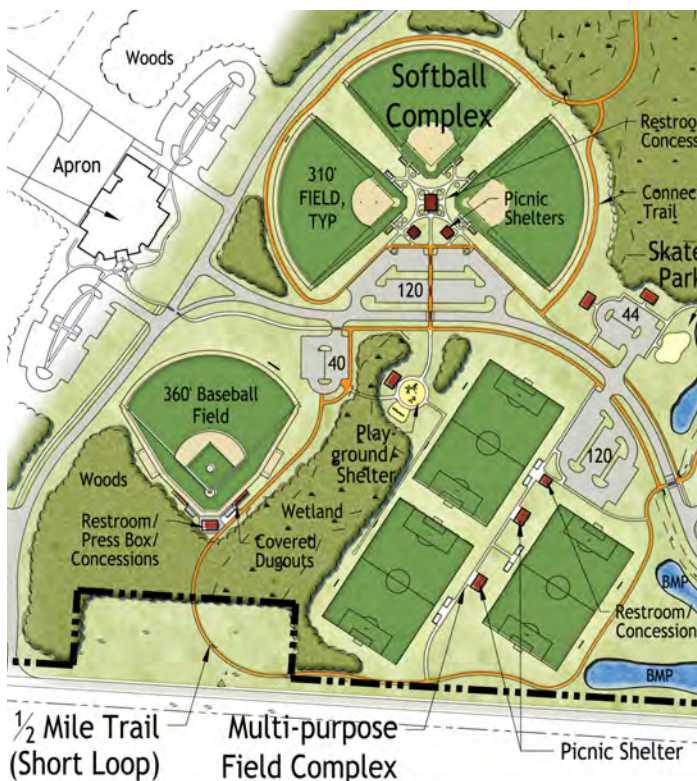 Woods
Softball
Complex
Restroo
Concess
Apron
310'
FIELD,
TYP
Picnic
Shelters
Connec
Trail
Skate
Park
120
44
40
360' Baseball
Field
Play-
ground/
Shelter
120
Woods
Wetland
Restroom/
Press Box/
Concessions
Covered
Dugouts
BMP
Restroom/
Concession
BMP
½ Mile Trail
(Short Loop)
Multi-purpose
Field Complex
Picnic Shelter